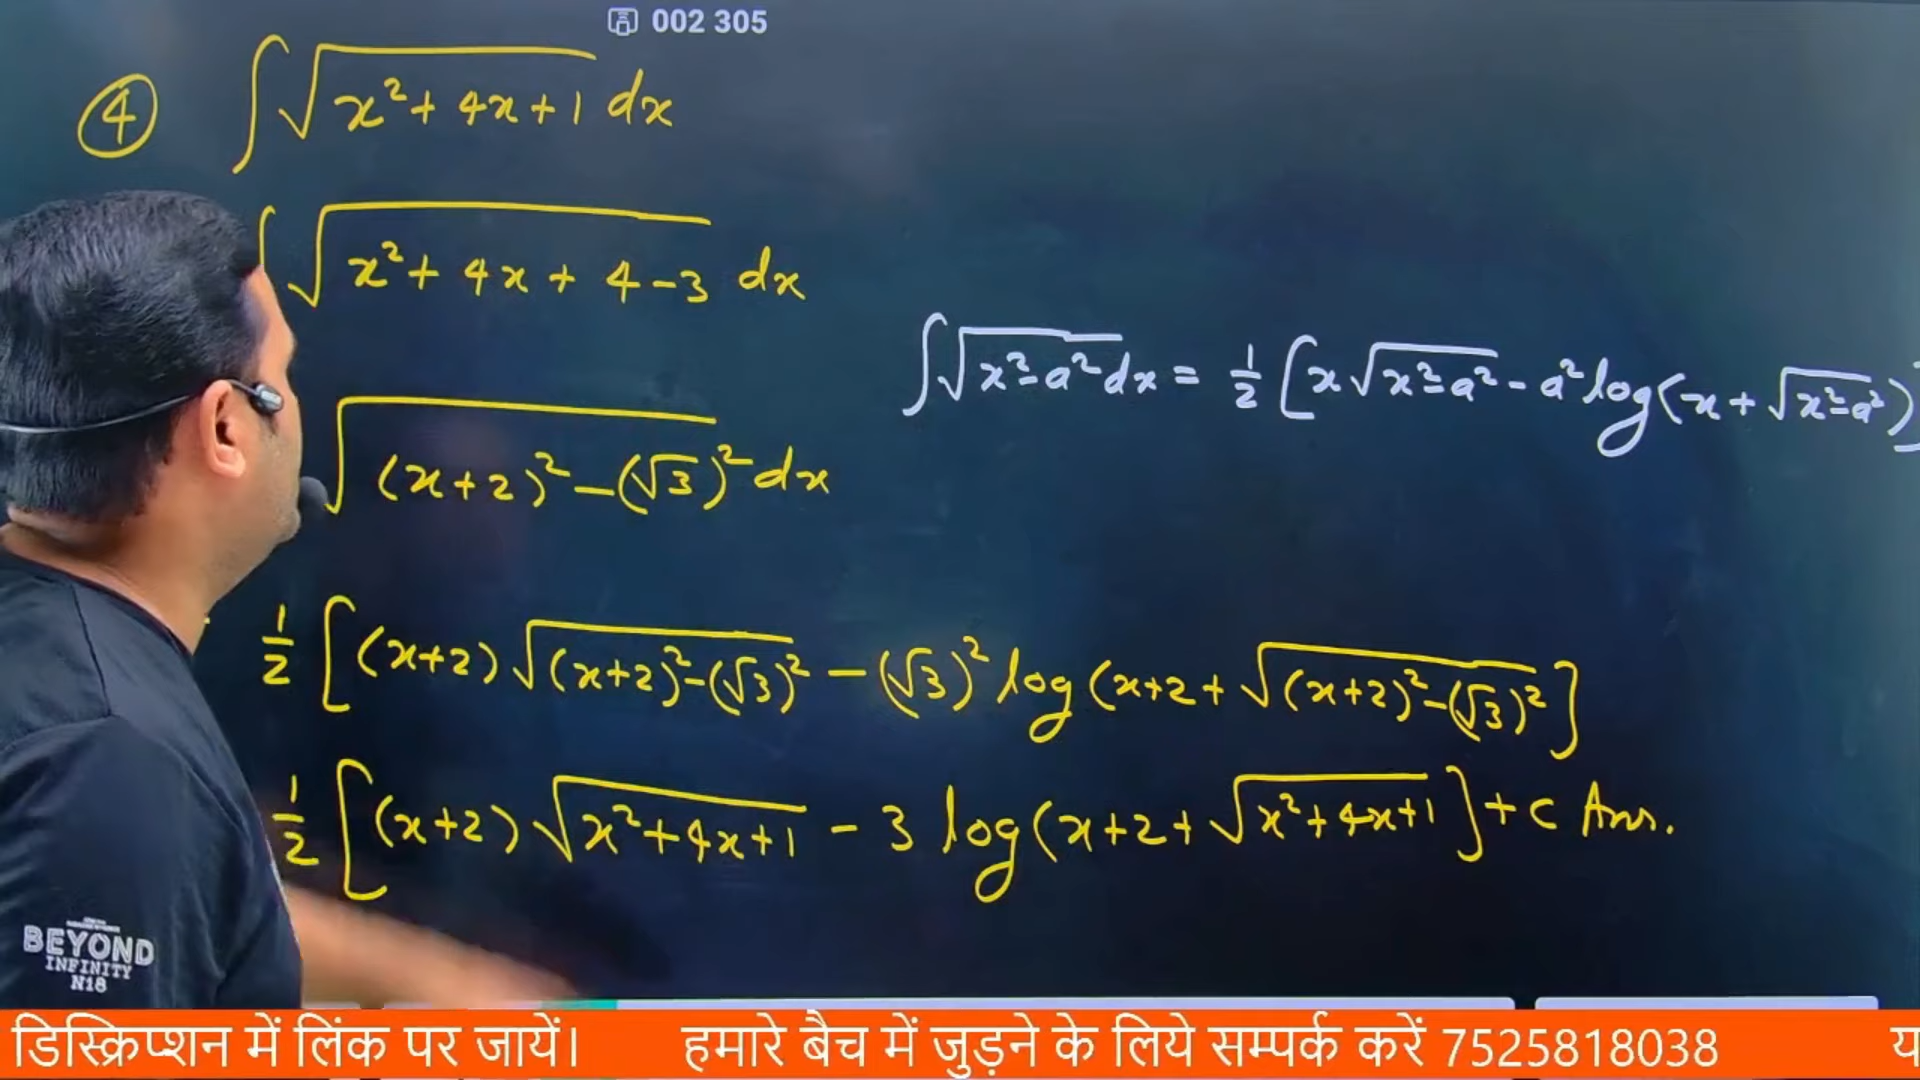 002 305
④ ∫√(x²+4x+1) dx
∫√(x²+4x+4-3) dx
√((x+2)²-(√3)²) dx
∫√(x²-a²) dx = 1/2 [x√(x²-a²) - a² log(x+√(x²-a²))]
1/2 [(x+2)√((x+2)²-(√3)²) - (√3)² log(x+2+√((x+2)²-(√3)²)]
1/2 [(x+2)√(x²+4x+1) - 3 log(x+2+√(x²+4x+1)]+c Ans.
BEYOND
INFINITY
N18
डिस्क्रिप्शन में लिंक पर जायें। हमारे बैच में जुड़ने के लिये सम्पर्क करें 7525818038 य